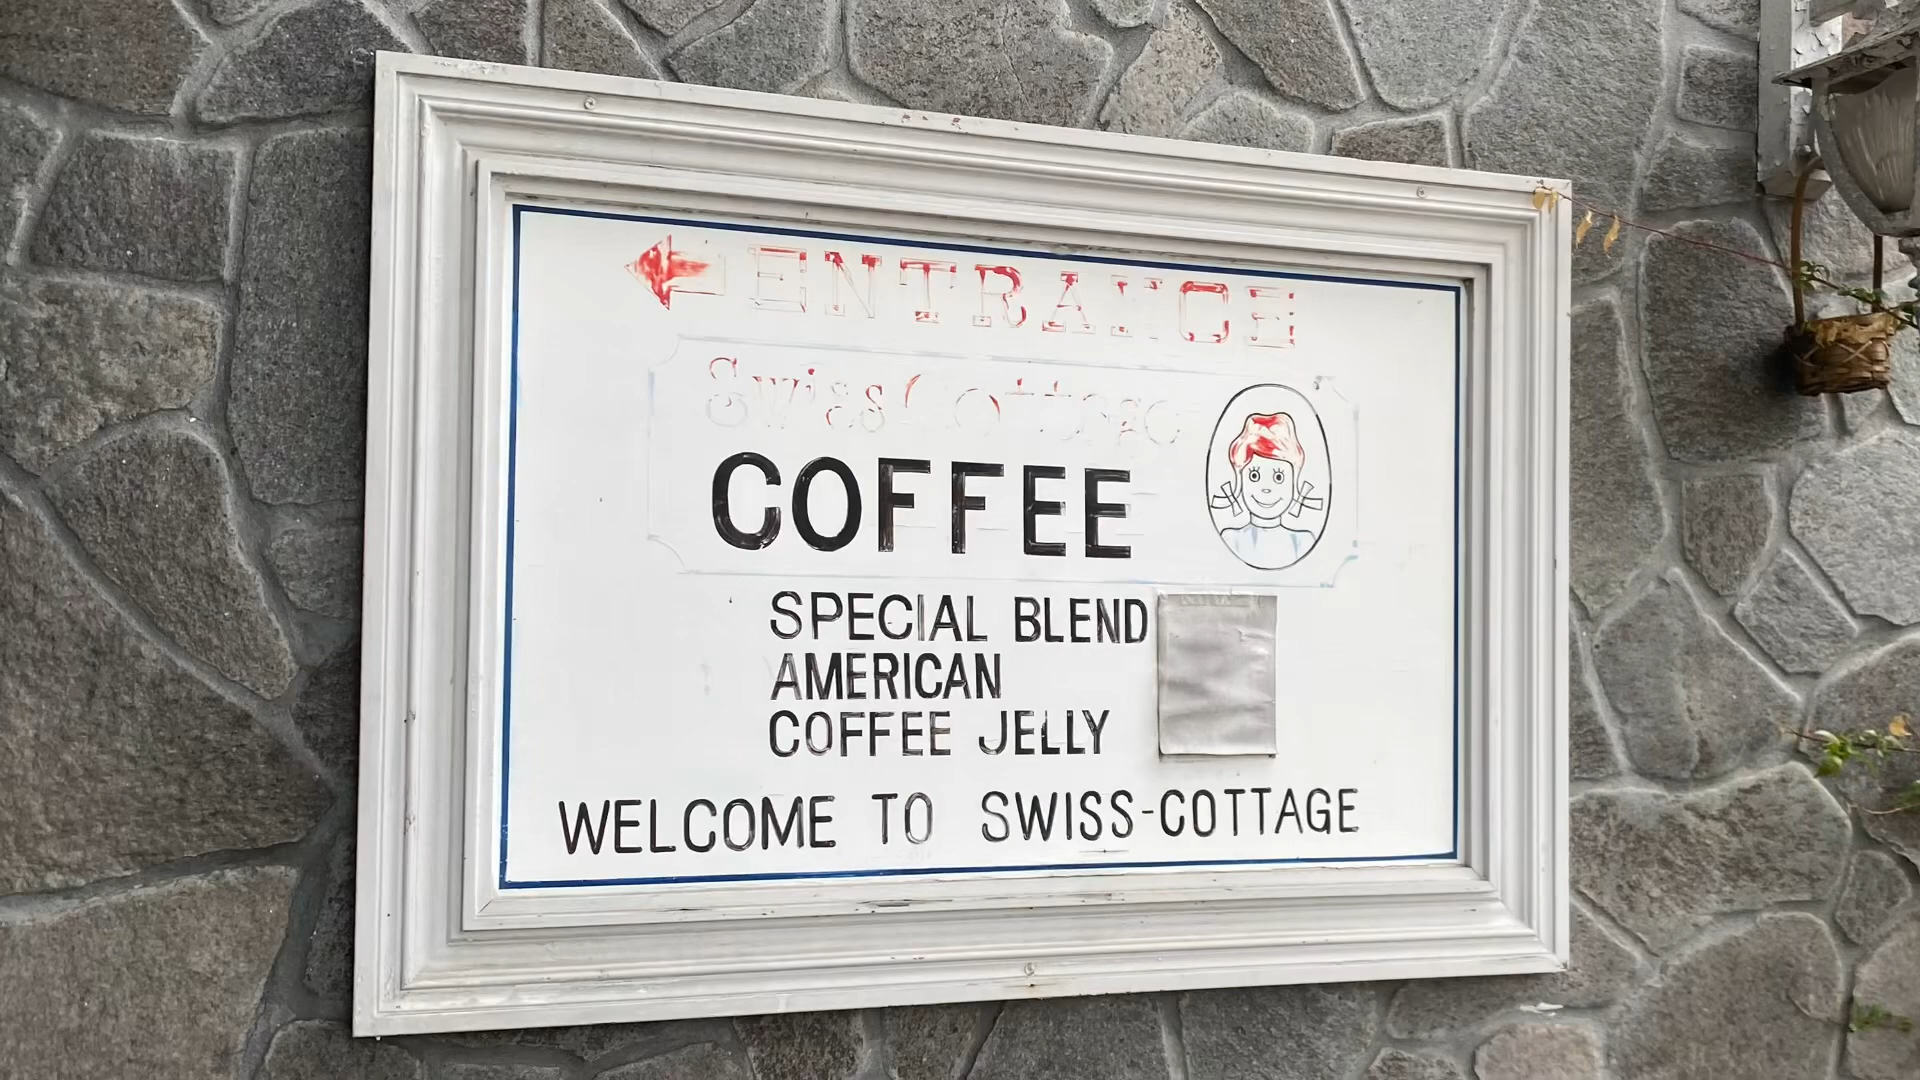 ENTRANCE
Swiss Cottage
COFFEE
SPECIAL BLEND
AMERICAN
COFFEE JELLY
WELCOME TO SWISS-COTTAGE